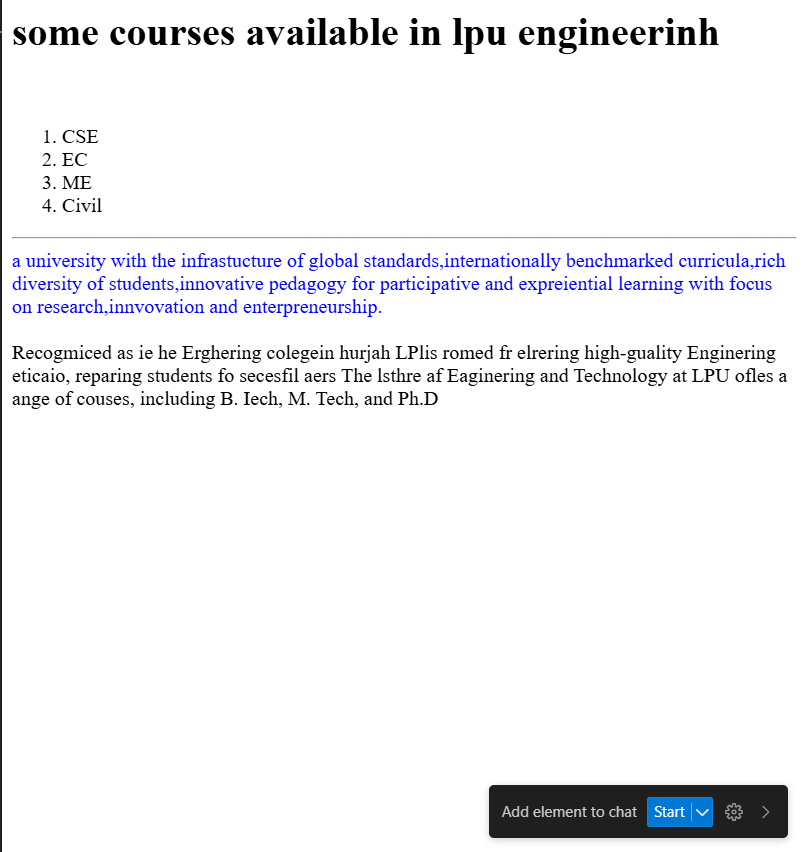 some courses available in lpu engineerinh
1. CSE
2. EC
3. ME
4. Civil
a university with the infrastucture of global standards,internationally benchmarked curricula,rich
diversity of students,innovative pedagogy for participative and expreiential learning with focus
on research,innvovation and enterpreneurship.
Recogmiced as ie he Erghering colegein hurjah LPlis romed fr elrering high-guality Enginering
eticaio, reparing students fo secesfil aers The lsthre af Eaginering and Technology at LPU ofles a
ange of couses, including B. Iech, M. Tech, and Ph.D
Add element to chat Start